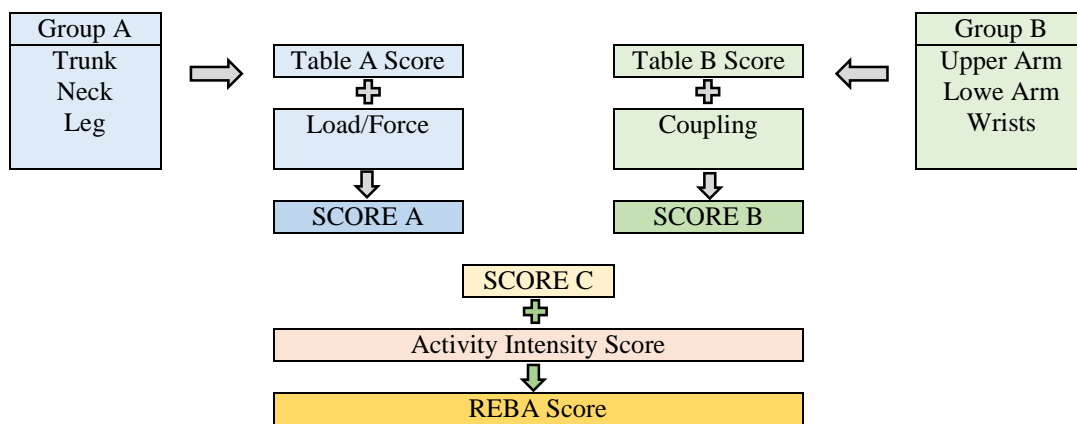 Group A
Trunk
Neck
Leg
Table A Score
Load/Force
SCORE A
Table B Score
Coupling
SCORE B
Group B
Upper Arm
Lowe Arm
Wrists
SCORE C
Activity Intensity Score
REBA Score